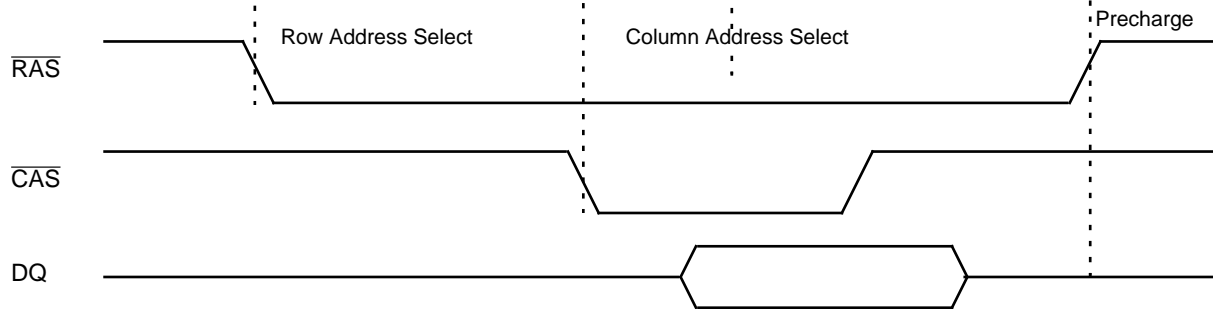 Precharge
Row Address Select
Column Address Select
RAS
CAS
DQ